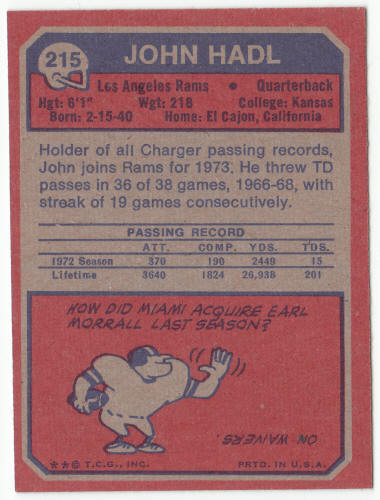 215 JOHN HADL
Los Angeles Rams • Quarterback
Hgt: 6'1" Wgt: 218 College: Kansas
Born: 2-15-40 Home: El Cajon, California
Holder of all Charger passing records,
John joins Rams for 1973. He threw TD
passes in 36 of 38 games, 1966-68, with
streak of 19 games consecutively.
PASSING RECORD
ATT. COMP. YDS. TDS.
1972 Season 370 190 2449 15
Lifetime 3640 1824 26,938 201
HOW DID MIAMI ACQUIRE EARL
MORRALL LAST SEASON?
ON WAIVERS.
**© T.C.G., INC. PRTD. IN U.S.A.